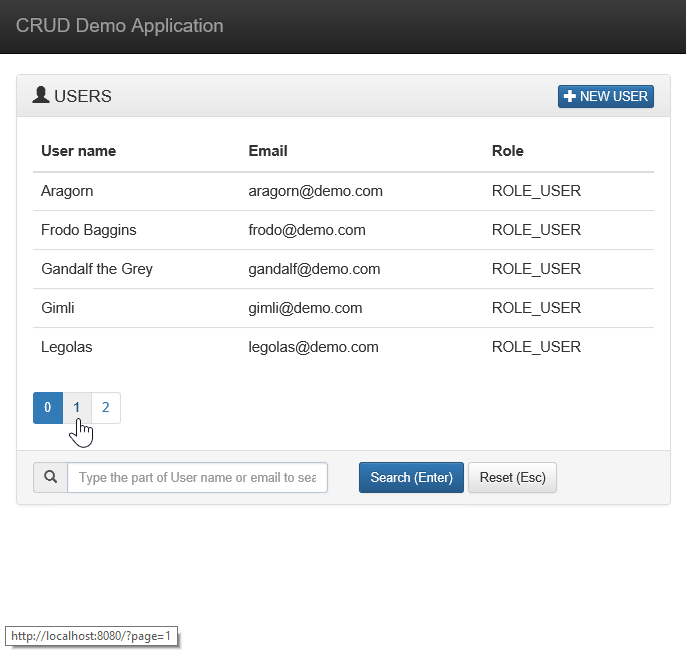 CRUD Demo Application
USERS
NEW USER
User name Email Role
Aragorn aragorn@demo.com ROLE_USER
Frodo Baggins frodo@demo.com ROLE_USER
Gandalf the Grey gandalf@demo.com ROLE_USER
Gimli gimli@demo.com ROLE_USER
Legolas legolas@demo.com ROLE_USER
0 1 2
Type the part of User name or email to sea Search (Enter) Reset (Esc)
http://localhost:8080/?page=1